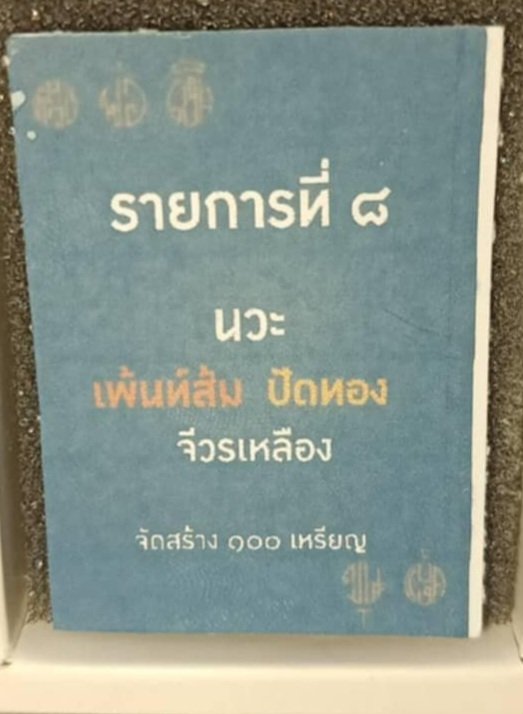 รายการที่ ๘
นวะ
เพ้นท์ส้ม ปัดทอง
จีวรเหลือง
จัดสร้าง ๑๐๐ เหรียญ